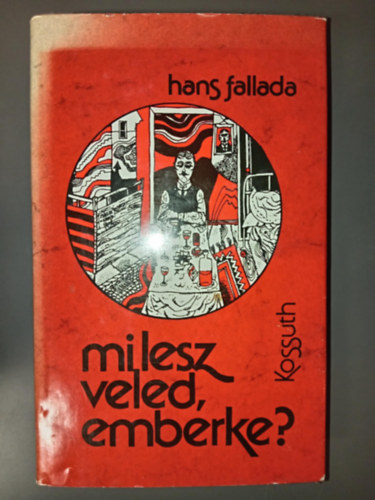 hans fallada
mi lesz
veled,
emberke?
Kossuth